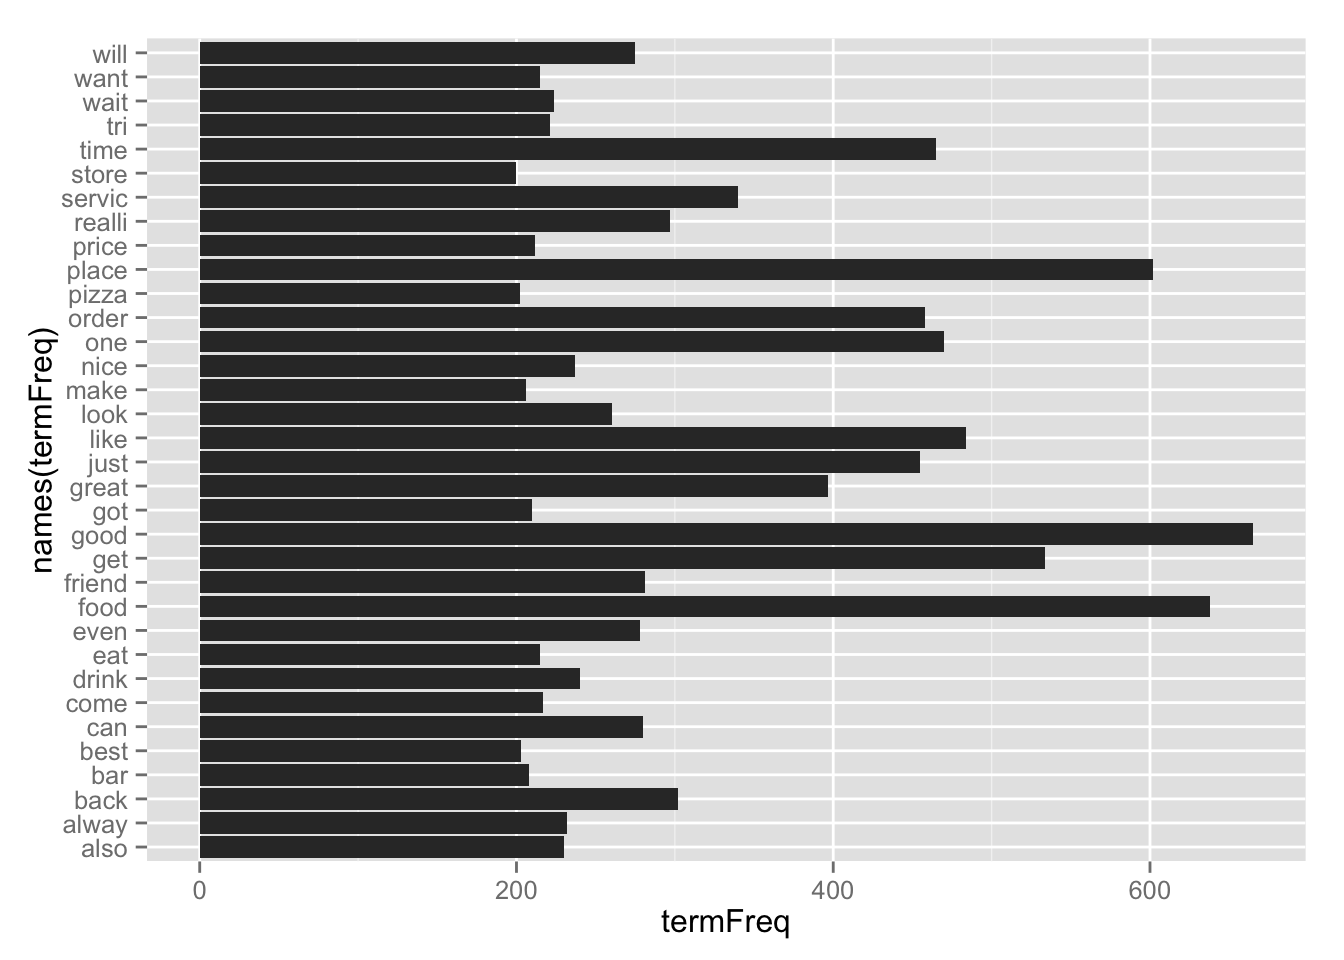 will
want
wait
tri
time
store
servic
realli
price
place
pizza
order
one
nice
make
look
like
just
great
got
good
get
friend
food
even
eat
drink
come
can
best
bar
back
alway
also
names(termFreq)
0 200 400 600
termFreq